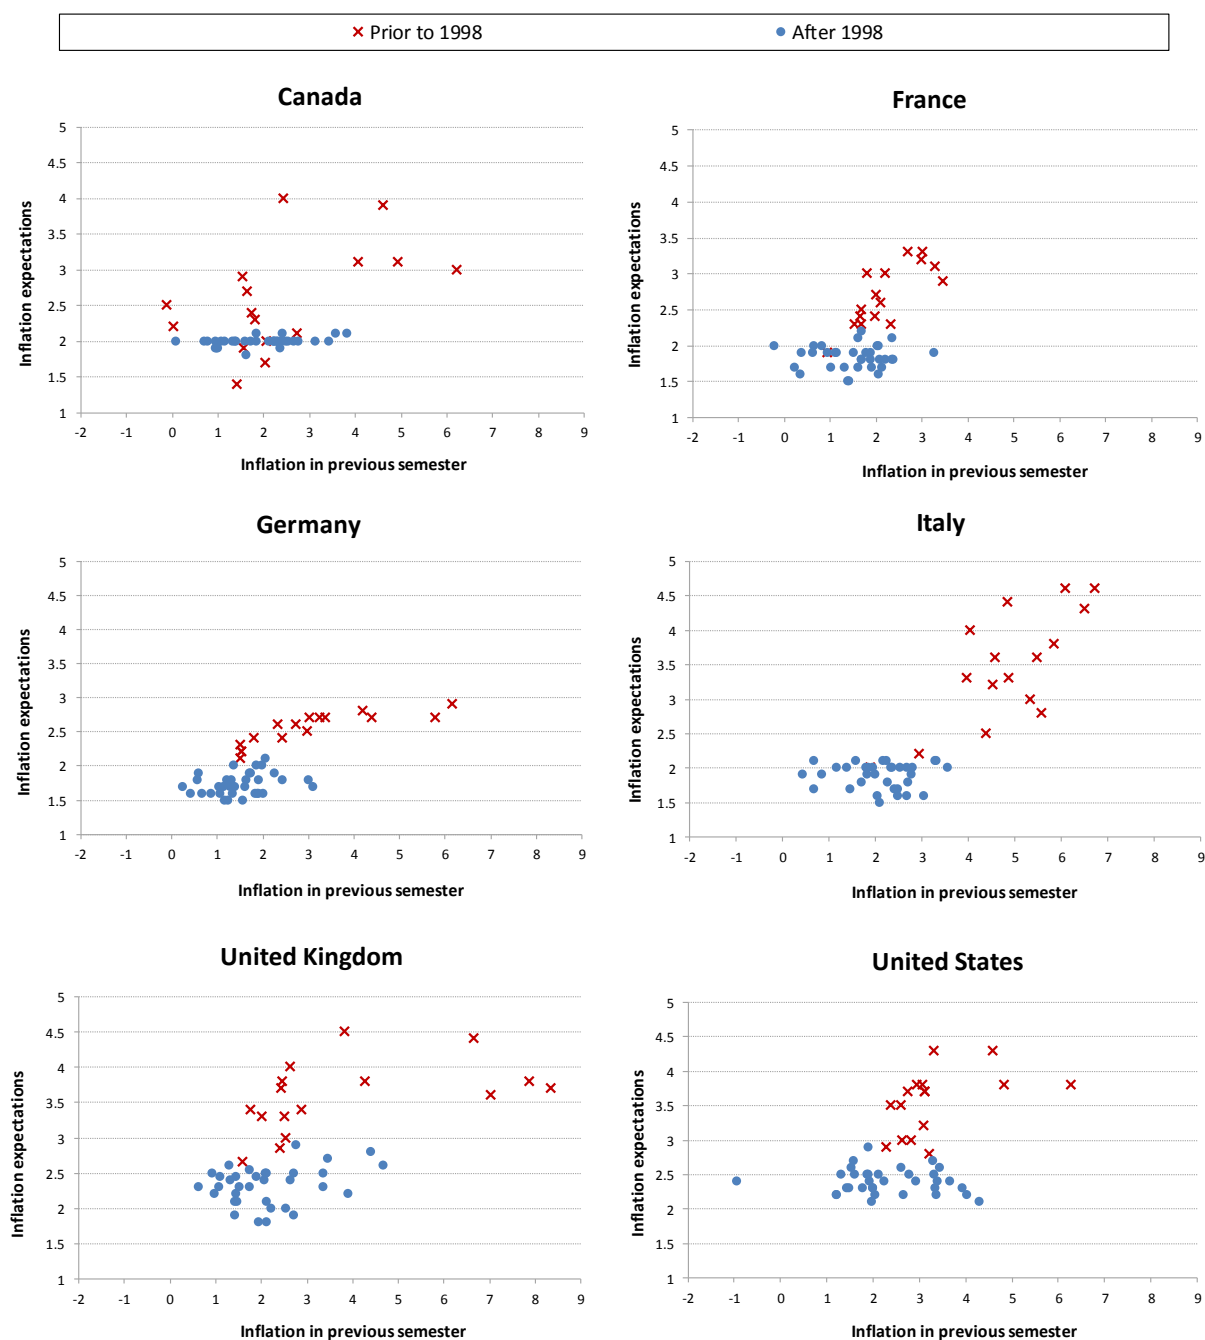 Prior to 1998 After 1998
Canada
Inflation expectations
5
4.5
4
3.5
3
2.5
2
1.5
1
-2 -1 0 1 2 3 4 5 6 7 8 9
Inflation in previous semester
France
Inflation expectations
5
4.5
4
3.5
3
2.5
2
1.5
1
-2 -1 0 1 2 3 4 5 6 7 8 9
Inflation in previous semester
Germany
Inflation expectations
5
4.5
4
3.5
3
2.5
2
1.5
1
-2 -1 0 1 2 3 4 5 6 7 8 9
Inflation in previous semester
Italy
Inflation expectations
5
4.5
4
3.5
3
2.5
2
1.5
1
-2 -1 0 1 2 3 4 5 6 7 8 9
Inflation in previous semester
United Kingdom
Inflation expectations
5
4.5
4
3.5
3
2.5
2
1.5
1
-2 -1 0 1 2 3 4 5 6 7 8 9
Inflation in previous semester
United States
Inflation expectations
5
4.5
4
3.5
3
2.5
2
1.5
1
-2 -1 0 1 2 3 4 5 6 7 8 9
Inflation in previous semester